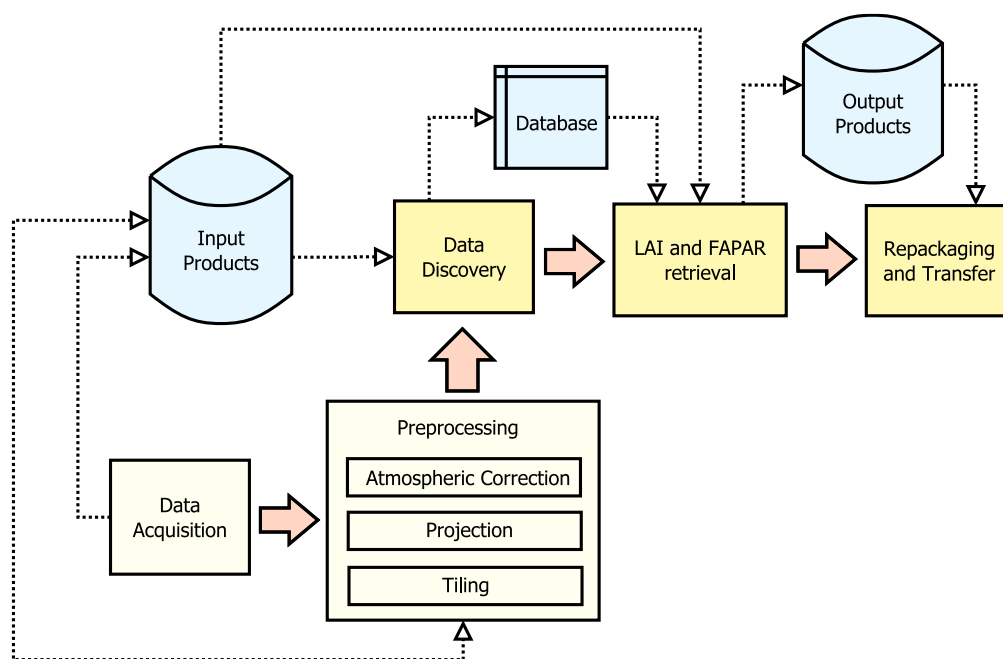 Output
Products
Database
Input
Products
Data
Discovery
LAI and FAPAR
retrieval
Repackaging
and Transfer
Preprocessing
Atmospheric Correction
Data
Acquisition
Projection
Tiling